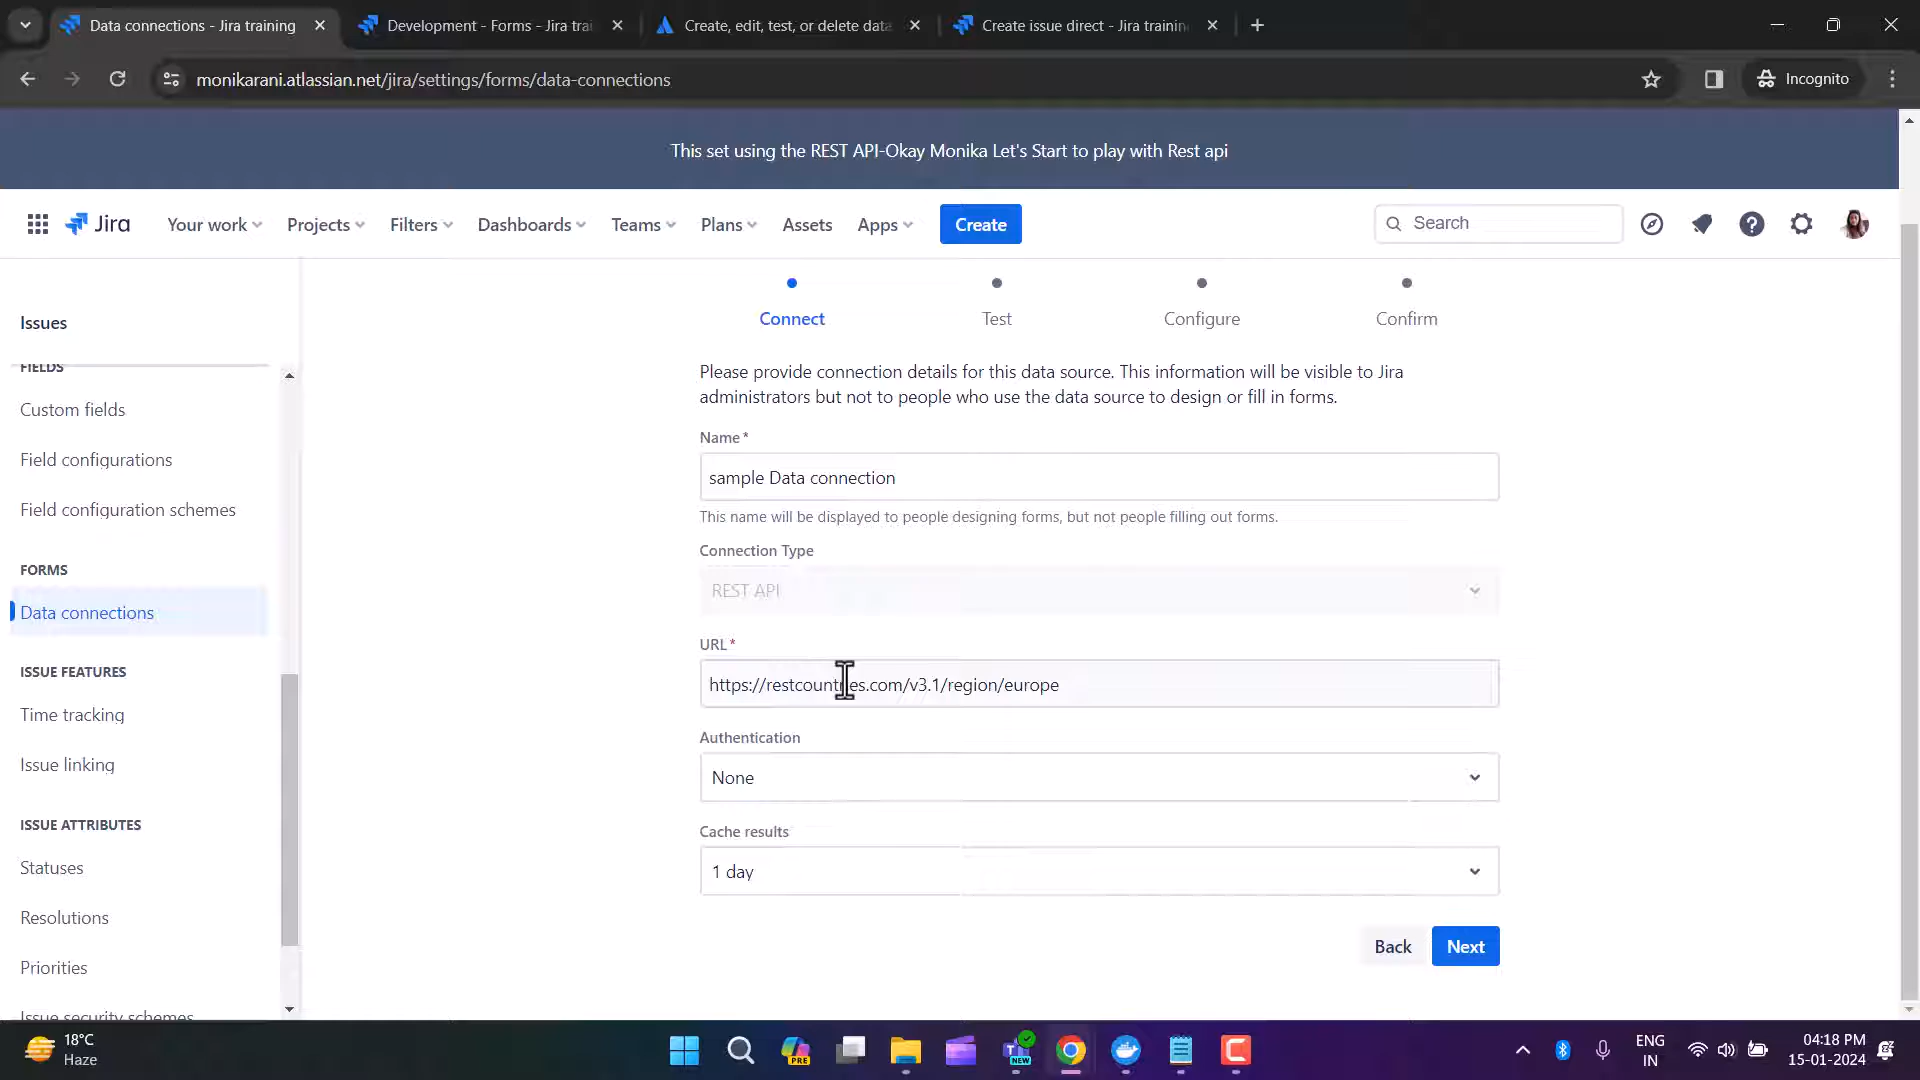 Data connections - Jira training
Development - Forms - Jira trai
Create, edit, test, or delete data
Create issue direct - Jira training
monikarani.atlassian.net/jira/settings/forms/data-connections
Incognito
This set using the REST API-Okay Monika Let's Start to play with Rest api
Jira
Your work
Projects
Filters
Dashboards
Teams
Plans
Assets
Apps
Create
Search
Issues
FIELDS
Custom fields
Field configurations
Field configuration schemes
FORMS
Data connections
ISSUE FEATURES
Time tracking
Issue linking
ISSUE ATTRIBUTES
Statuses
Resolutions
Priorities
Issue security schemes
Connect
Test
Configure
Confirm
Please provide connection details for this data source. This information will be visible to Jira
administrators but not to people who use the data source to design or fill in forms.
Name*
sample Data connection
This name will be displayed to people designing forms, but not people filling out forms.
Connection Type
REST API
URL*
https://restcountries.com/v3.1/region/europe
Authentication
None
Cache results
1 day
Back
Next
18°C
Haze
PRE
NEW
ENG
IN
04:18 PM
15-01-2024